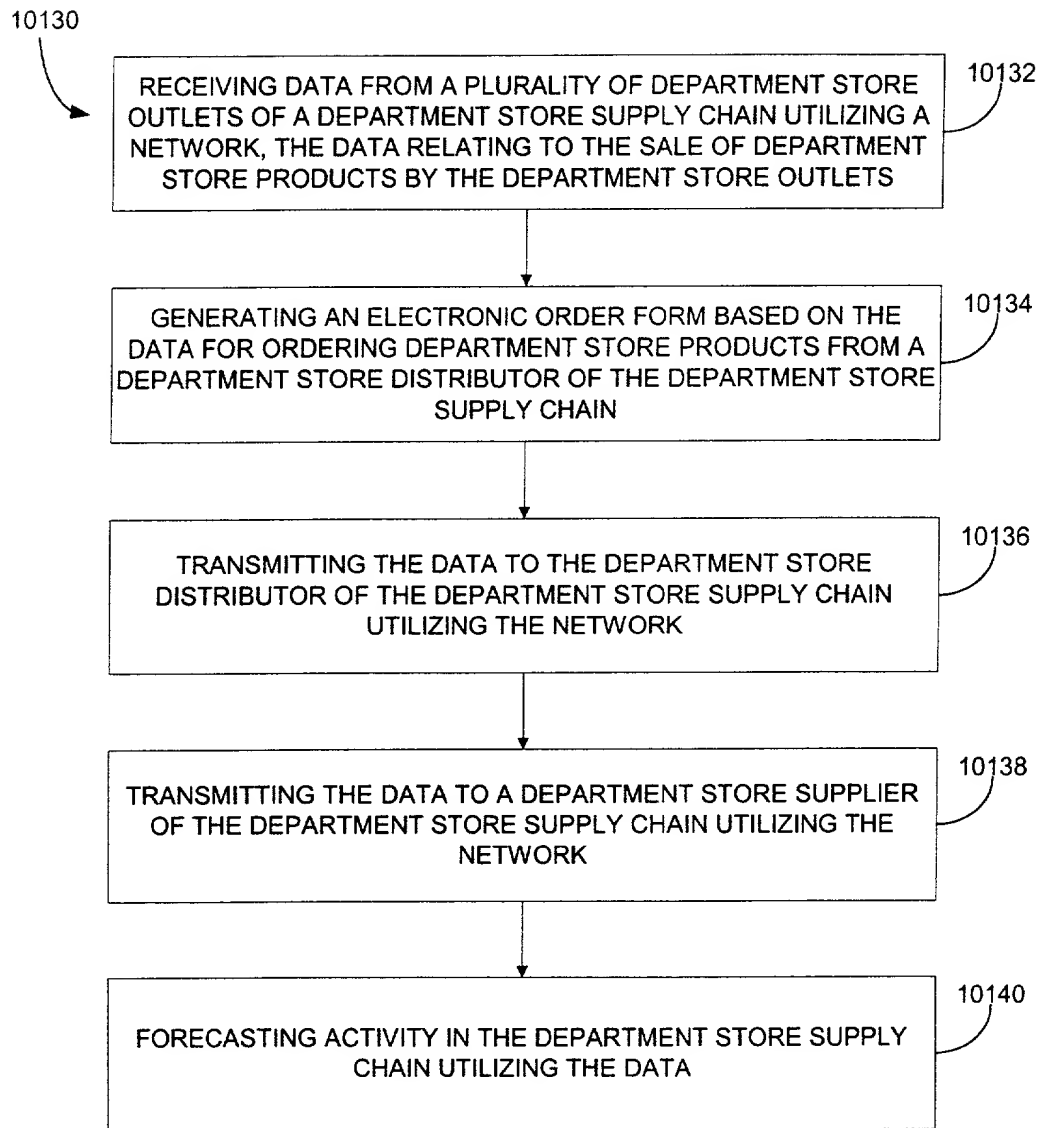 10130
RECEIVING DATA FROM A PLURALITY OF DEPARTMENT STORE
OUTLETS OF A DEPARTMENT STORE SUPPLY CHAIN UTILIZING A
NETWORK, THE DATA RELATING TO THE SALE OF DEPARTMENT
STORE PRODUCTS BY THE DEPARTMENT STORE OUTLETS
10132
GENERATING AN ELECTRONIC ORDER FORM BASED ON THE
DATA FOR ORDERING DEPARTMENT STORE PRODUCTS FROM A
DEPARTMENT STORE DISTRIBUTOR OF THE DEPARTMENT STORE
SUPPLY CHAIN
10134
TRANSMITTING THE DATA TO THE DEPARTMENT STORE
DISTRIBUTOR OF THE DEPARTMENT STORE SUPPLY CHAIN
UTILIZING THE NETWORK
10136
TRANSMITTING THE DATA TO A DEPARTMENT STORE SUPPLIER
OF THE DEPARTMENT STORE SUPPLY CHAIN UTILIZING THE
NETWORK
10138
FORECASTING ACTIVITY IN THE DEPARTMENT STORE SUPPLY
CHAIN UTILIZING THE DATA
10140